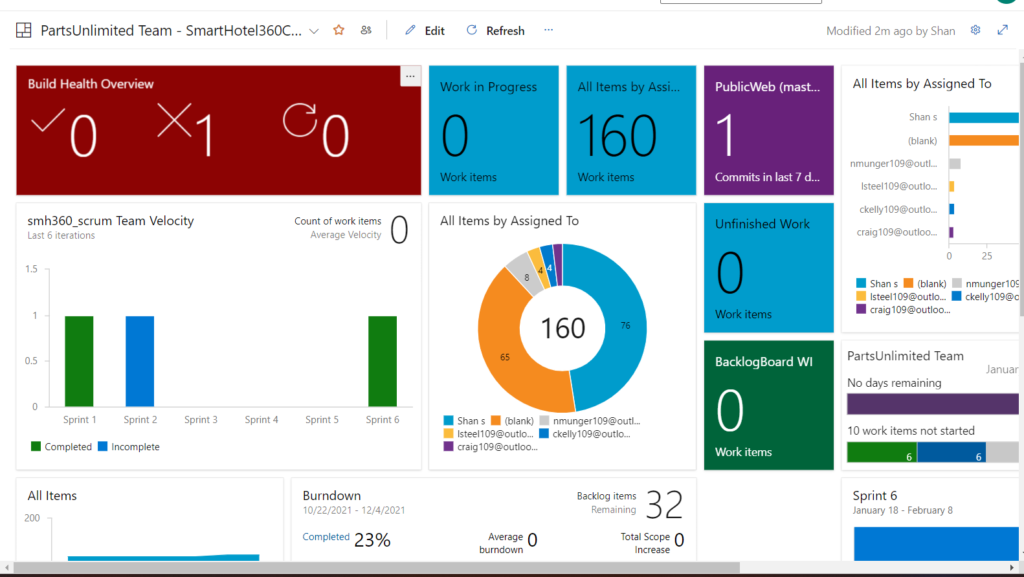 PartsUnlimited Team - SmartHotel360C...
Edit
Refresh
...
Modified 2m ago by Shan
Build Health Overview
...
0
1
0
Work in Progress
0
Work items
All Items by Assi...
160
Work items
PublicWeb (mast...
1
Commits in last 7 d...
All Items by Assigned To
Shan s
(blank)
nmunger109@outl...
lsteel109@outloo...
ckelly109@outloo...
craig109@outloo...
0
25
Shan s
(blank)
nmunger109
lsteel109@outlo...
ckelly109@o
craig109@outloo...
smh360_scrum Team Velocity
Last 6 iterations
Count of work items
Average Velocity
0
1.5
1
0.5
0
Sprint 1
Sprint 2
Sprint 3
Sprint 4
Sprint 5
Sprint 6
Completed
Incomplete
All Items by Assigned To
160
76
65
8
4
4
Shan s
(blank)
nmunger109@outl...
lsteel109@outlo...
ckelly109@outlo...
craig109@outloo...
Unfinished Work
0
Work items
BacklogBoard WI
0
Work items
PartsUnlimited Team
Januar
No days remaining
10 work items not started
6
6
All Items
200
Burndown
10/22/2021 - 12/4/2021
Backlog items
Remaining
32
Completed 23%
Average
burndown
0
Total Scope
Increase
0
Sprint 6
January 18 - February 8